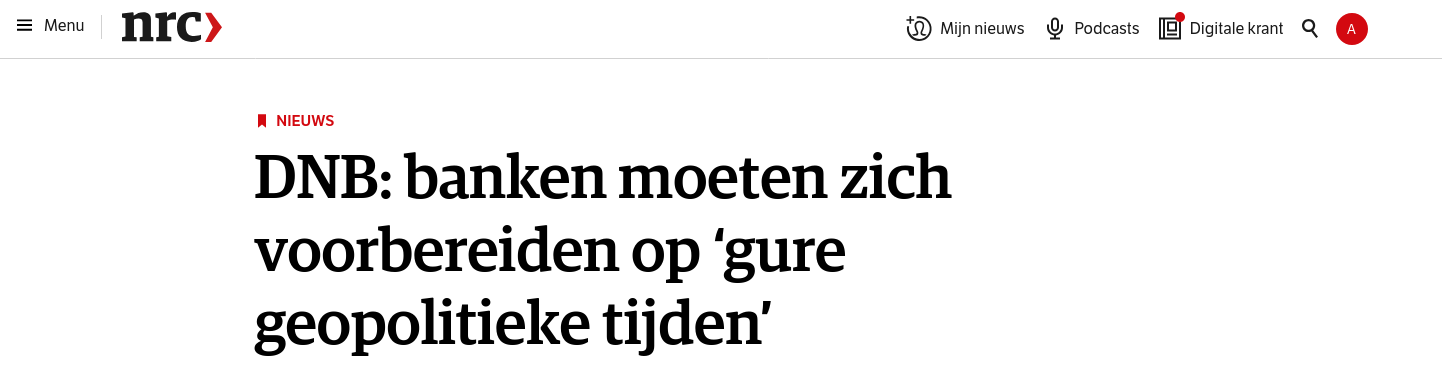 Menu
nrc
Mijn nieuws
Podcasts
Digitale krant
A
NIEUWS
DNB: banken moeten zich
voorbereiden op ‘gure
geopolitieke tijden’